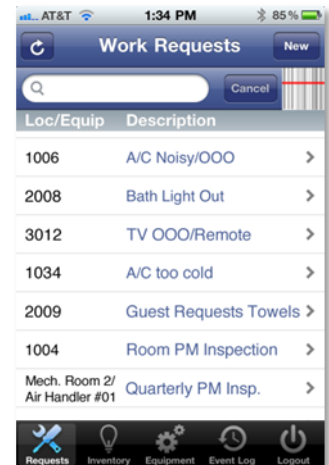 AT&T 1:34 PM 85%
Work Requests New
Cancel
Loc/Equip Description
1006 A/C Noisy/OOO
2008 Bath Light Out
3012 TV OOO/Remote
1034 A/C too cold
2009 Guest Requests Towels
1004 Room PM Inspection
Mech. Room 2/
Air Handler #01 Quarterly PM Insp.
Requests Inventory Equipment Event Log Logout